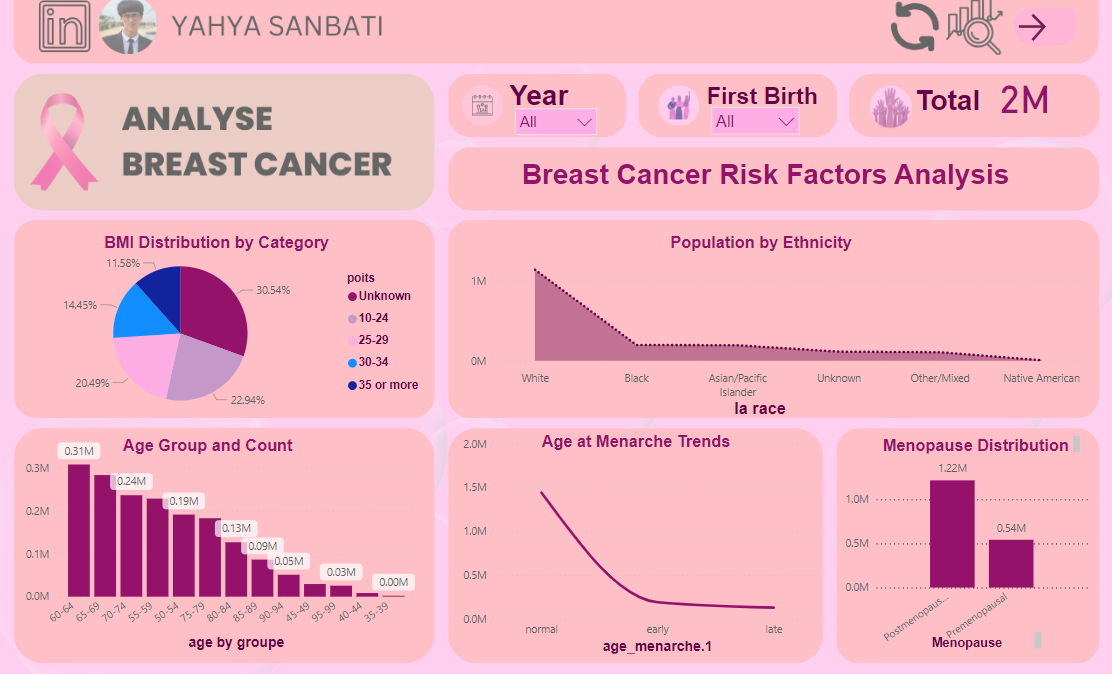 in
YAHYA SANBATI
ANALYSE
BREAST CANCER
Year
All
First Birth
All
Total 2M
Breast Cancer Risk Factors Analysis
BMI Distribution by Category
11.58%
30.54%
14.45%
20.49%
22.94%
poits
Unknown
10-24
25-29
30-34
35 or more
Population by Ethnicity
1M
0M
White
Black
Asian/Pacific
Islander
Unknown
Other/Mixed
Native American
la race
Age Group and Count
0.31M
0.24M
0.19M
0.13M
0.09M
0.05M
0.03M
0.00M
0.3M
0.2M
0.1M
0.0M
60-64
65-69
70-74
55-59
50-54
75-79
80-84
85-89
90-94
45-49
95-99
40-44
35-39
age by groupe
Age at Menarche Trends
2.0M
1.5M
1.0M
0.5M
0.0M
normal
early
late
age_menarche.1
Menopause Distribution
1.22M
0.54M
1.0M
0.5M
0.0M
Postmenopaus...
Premenopausal
Menopause